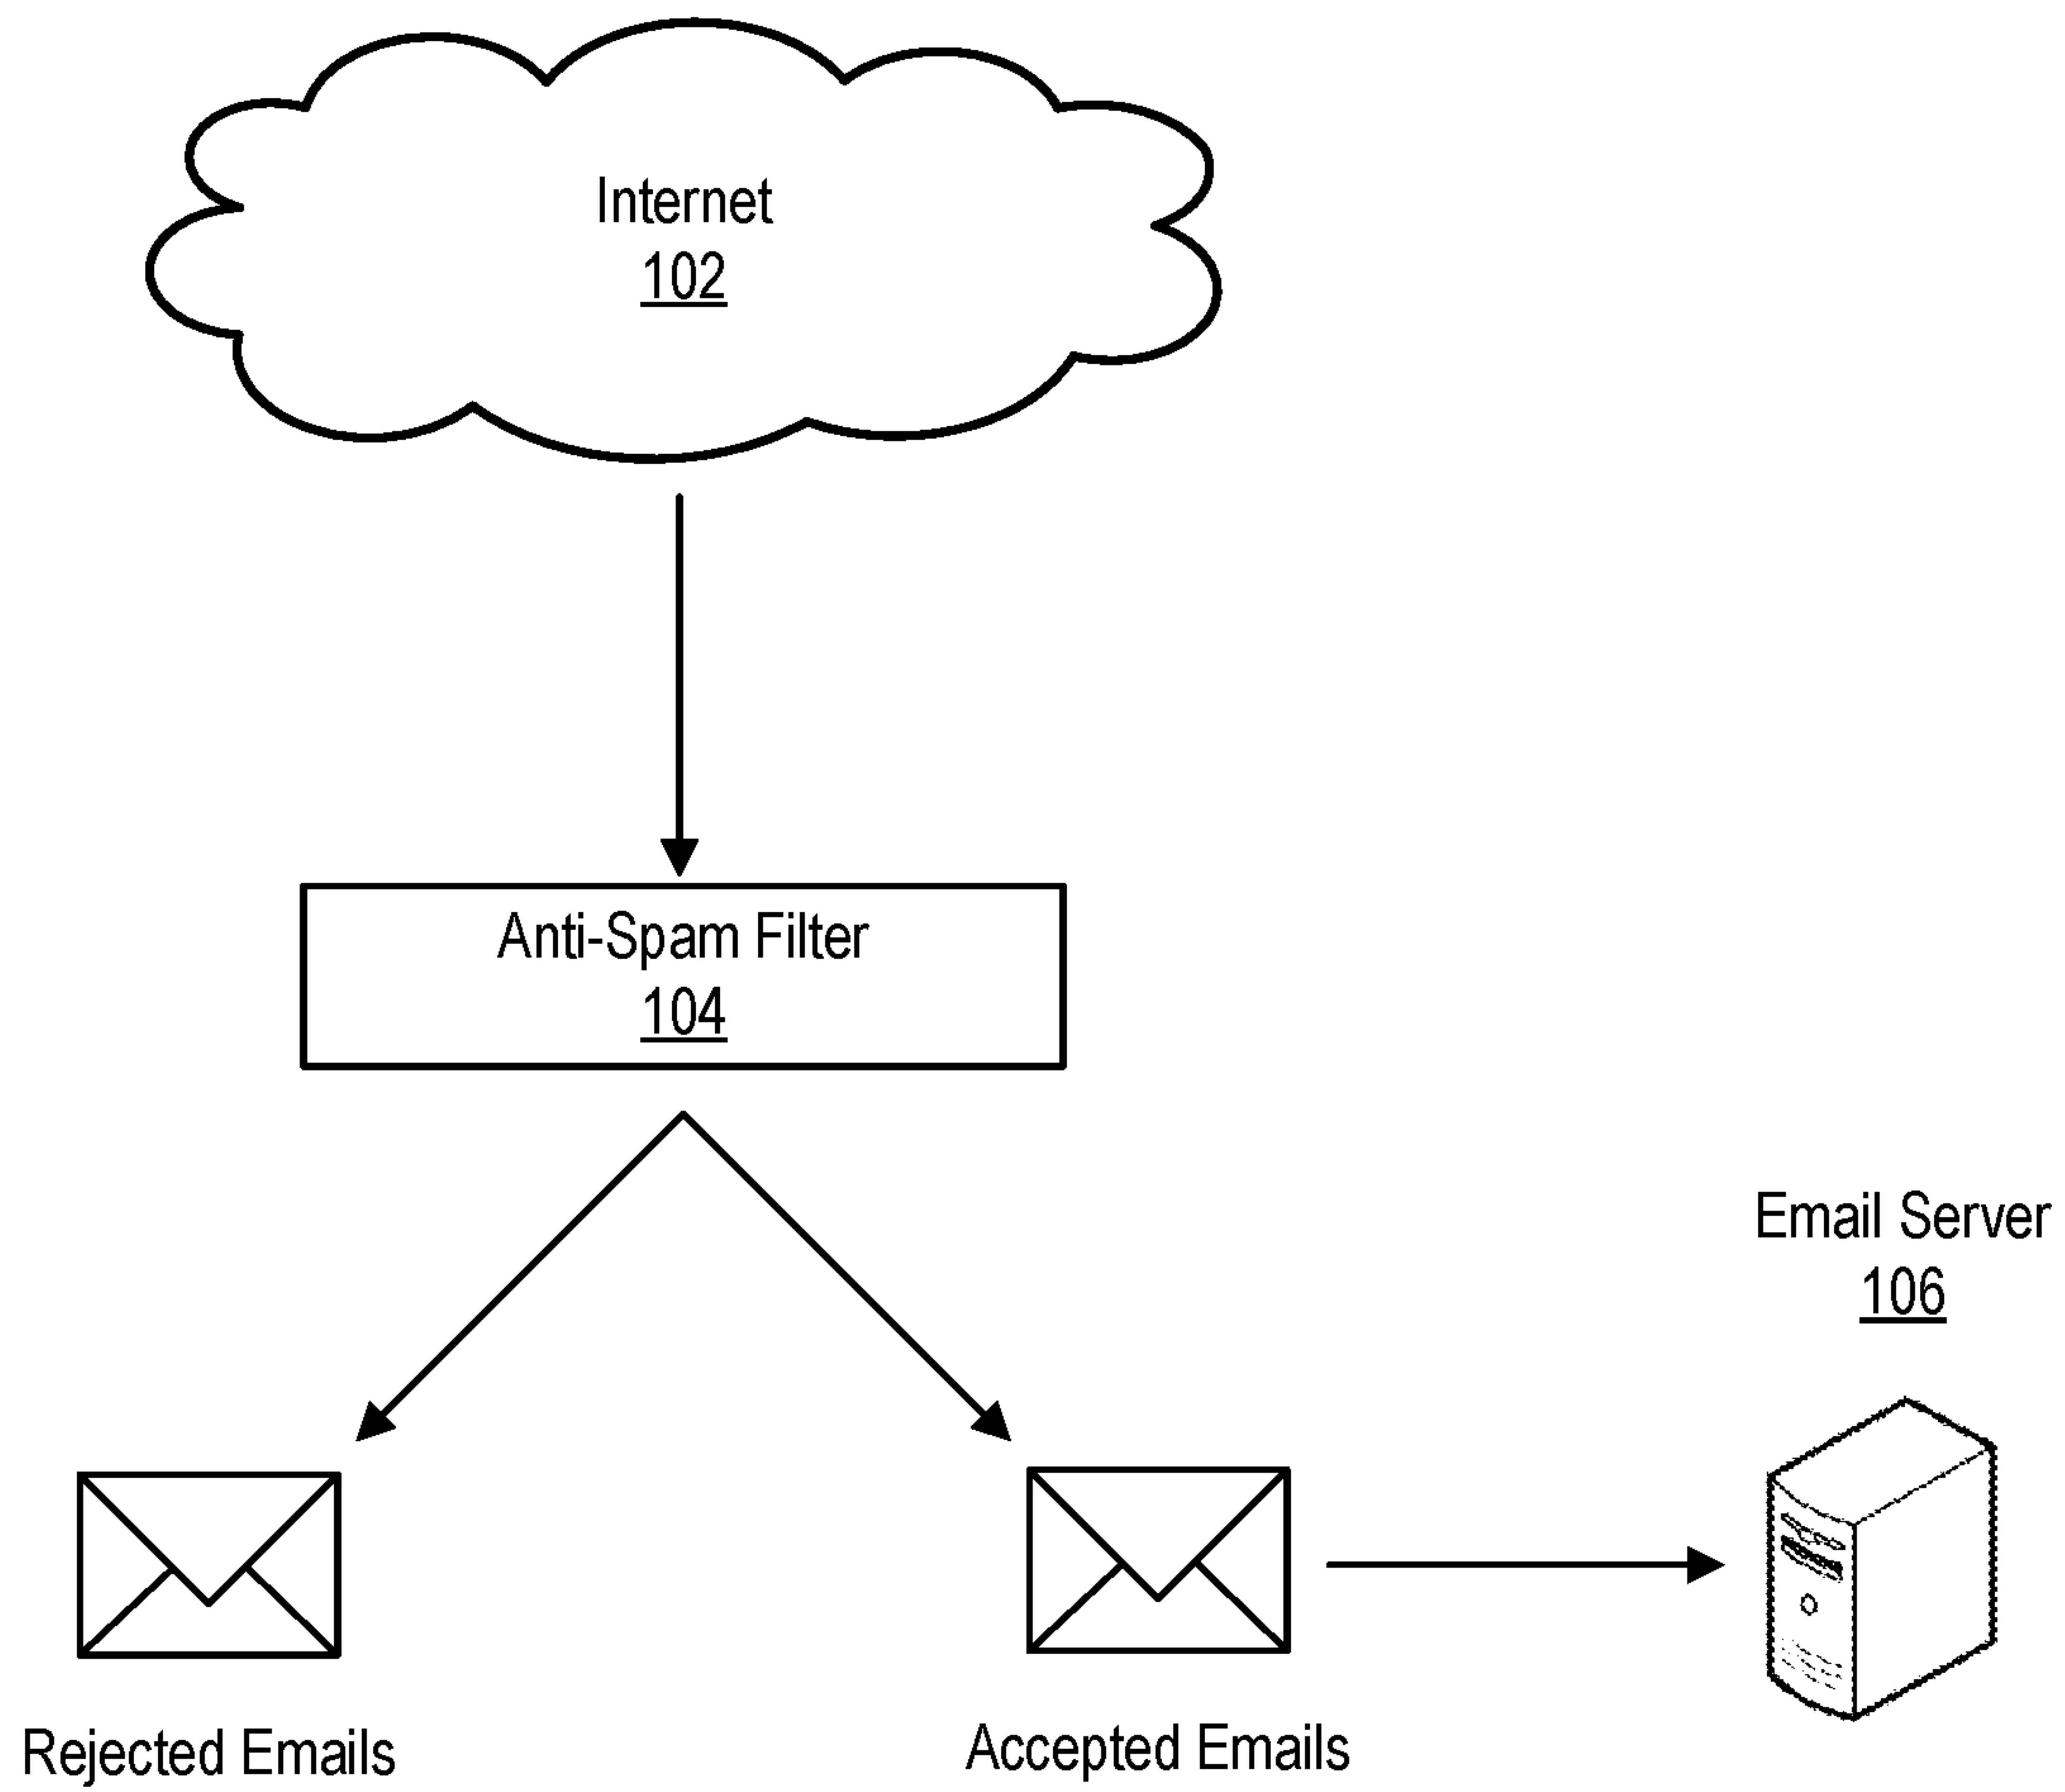 Internet
102
Anti-Spam Filter
104
Email Server
106
Rejected Emails
Accepted Emails